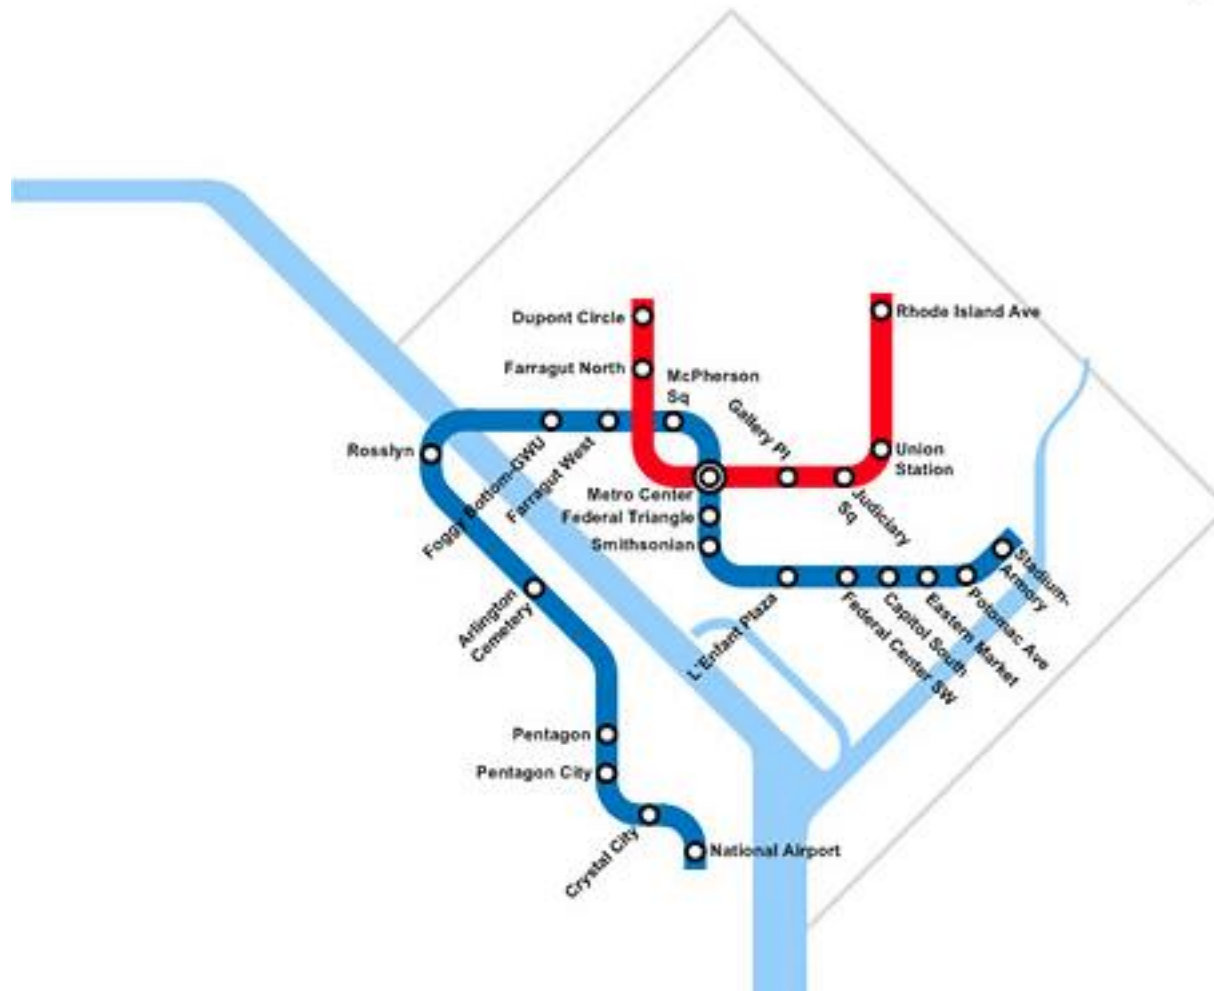 Dupont Circle
Rhode Island Ave
Farragut North
McPherson
Sq
Gallery Pl
Rosslyn
Union
Station
Foggy Bottom-GWU
Farragut West
Metro Center
Judiciary
Sq
Federal Triangle
Smithsonian
Stadium-
Armory
Arlington
Cemetery
L'Enfant Plaza
Federal Center SW
Capitol South
Eastern Market
Potomac Ave
Pentagon
Pentagon City
Crystal City
National Airport